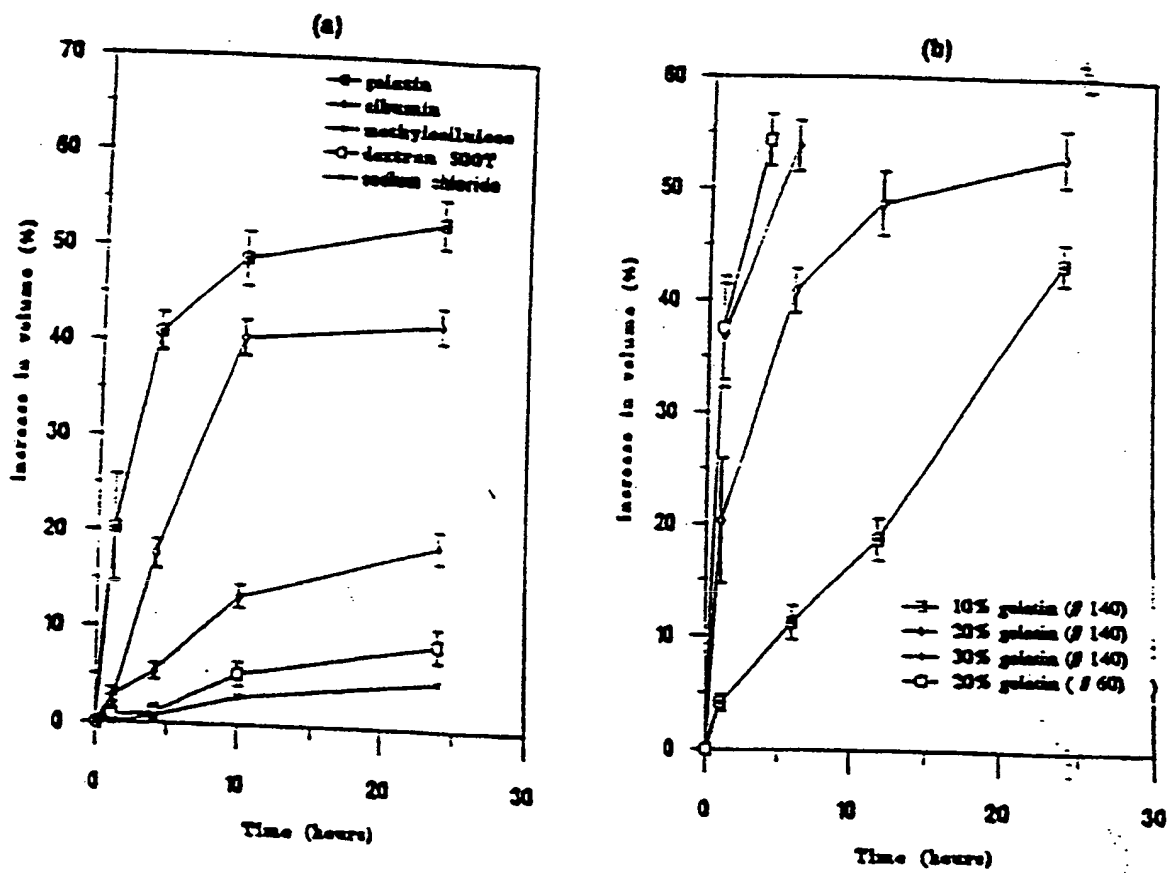 (a)
70
60
50
40
30
20
10
0
Increase in volume (%)
gelatin
albumin
methylcellulose
dextran 500T
sodium chloride
0
10
20
30
Time (hours)
(b)
60
50
40
30
20
10
0
Increase in volume (%)
10% gelatin (# 140)
20% gelatin (# 140)
30% gelatin (# 140)
20% gelatin ( # 60)
0
10
20
30
Time (hours)